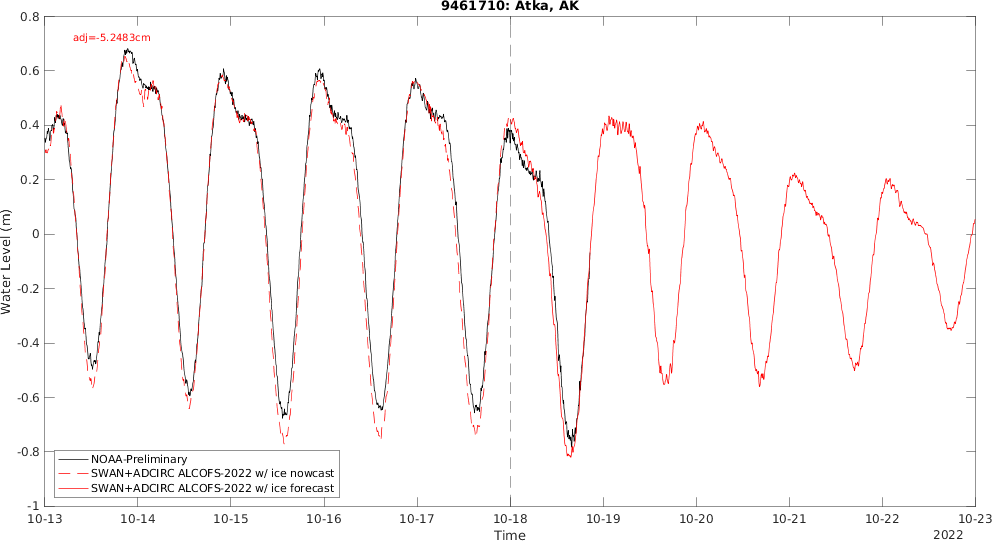 9461710: Atka, AK
adj=-5.2483cm
0.8
0.6
0.4
0.2
0
-0.2
-0.4
-0.6
-0.8
-1
Water Level (m)
NOAA-Preliminary
SWAN+ADCIRC ALCOFS-2022 w/ ice nowcast
SWAN+ADCIRC ALCOFS-2022 w/ ice forecast
10-13 10-14 10-15 10-16 10-17 10-18 10-19 10-20 10-21 10-22 10-23
Time
2022